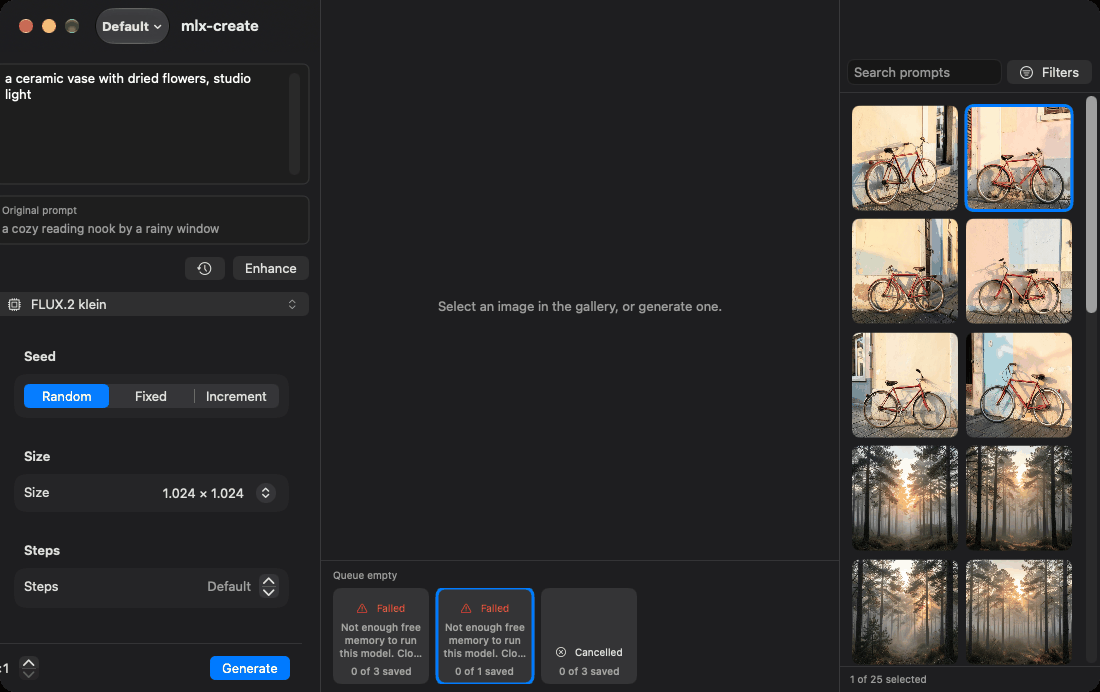 Default
mlx-create
a ceramic vase with dried flowers, studio
light
Original prompt
a cozy reading nook by a rainy window
Enhance
FLUX.2 klein
Seed
Random
Fixed
Increment
Size
Size
1.024 × 1.024
Steps
Steps
Default
:1
Generate
Select an image in the gallery, or generate one.
Queue empty
Failed
Not enough free
memory to run
this model. Clo...
0 of 3 saved
Failed
Not enough free
memory to run
this model. Clo...
0 of 1 saved
Cancelled
0 of 3 saved
Search prompts
Filters
1 of 25 selected